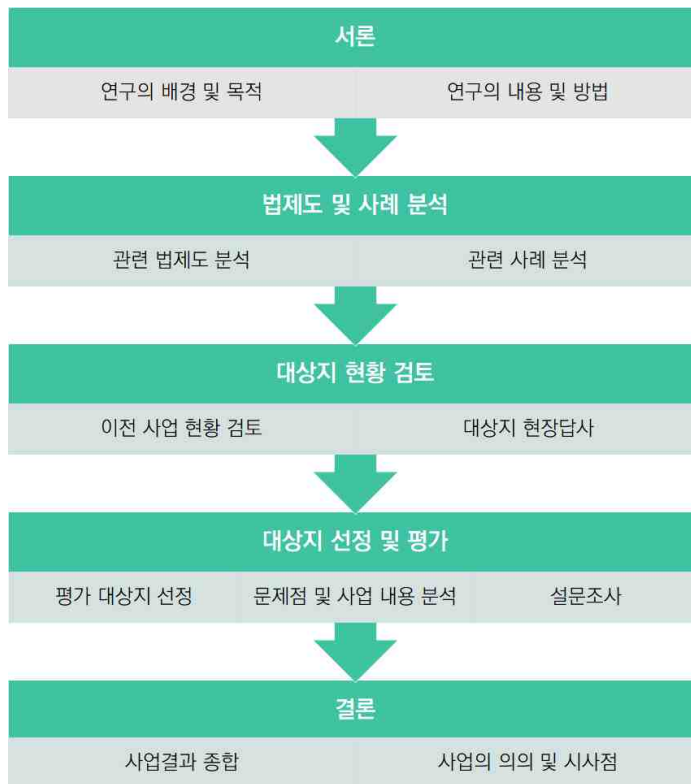 서론
연구의 배경 및 목적
연구의 내용 및 방법
법제도 및 사례 분석
관련 법제도 분석
관련 사례 분석
대상지 현황 검토
이전 사업 현황 검토
대상지 현장답사
대상지 선정 및 평가
평가 대상지 선정
문제점 및 사업 내용 분석
설문조사
결론
사업결과 종합
사업의 의의 및 시사점